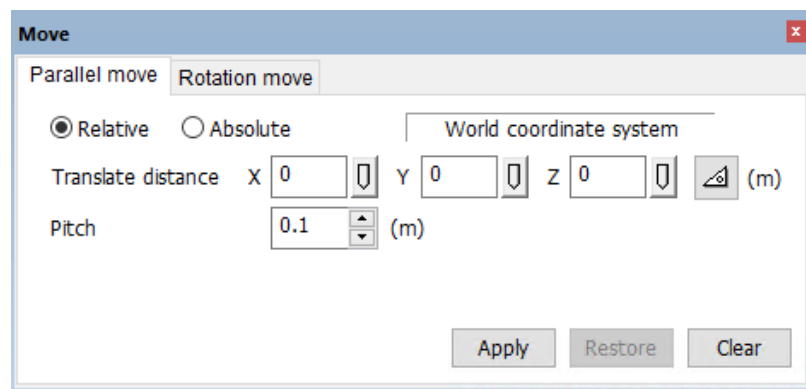 Move
Parallel move Rotation move
Relative Absolute World coordinate system
Translate distance X 0 Y 0 Z 0 (m)
Pitch 0.1 (m)
Apply Restore Clear